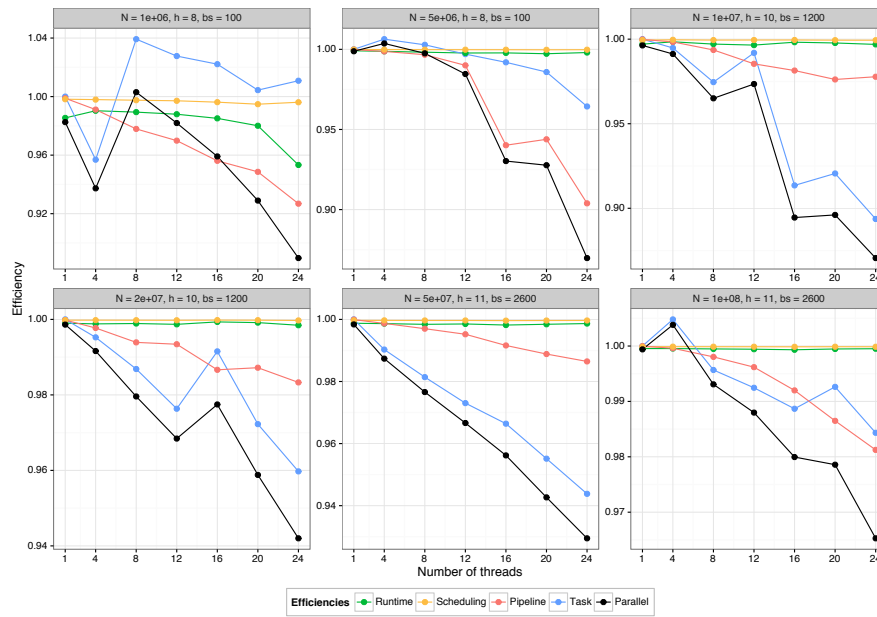 N = 1e+06, h = 8, bs = 100
N = 5e+06, h = 8, bs = 100
N = 1e+07, h = 10, bs = 1200
1.04
1.00
0.96
0.92
1.00
0.95
0.90
1.00
0.95
0.90
1 4 8 12 16 20 24
1 4 8 12 16 20 24
1 4 8 12 16 20 24
Efficiency
N = 2e+07, h = 10, bs = 1200
N = 5e+07, h = 11, bs = 2600
N = 1e+08, h = 11, bs = 2600
1.00
0.98
0.96
0.94
1.00
0.98
0.96
0.94
1.00
0.99
0.98
0.97
1 4 8 12 16 20 24
1 4 8 12 16 20 24
1 4 8 12 16 20 24
Number of threads
Efficiencies Runtime Scheduling Pipeline Task Parallel